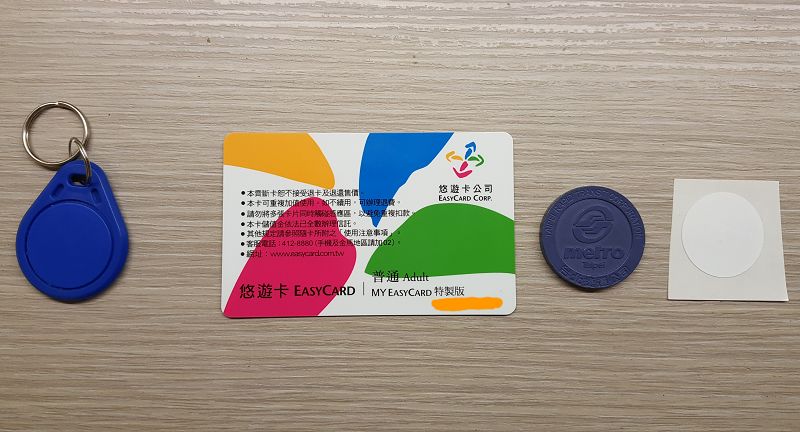 悠遊卡公司
EASYCARD CORP.
●本票斷卡恕不接受退卡及退還售價。
●本卡可重複加值使用，如不續用，可辦理退費。
●請勿將多張卡片同時觸碰感應區，以避免重複扣款。
●本卡儲值金依法已全數辦理信託。
●其他規定請參照隨卡所附之「使用注意事項」。
●客服電話：412-8880 (手機及金馬地區請加02)。
●網址：www.easycard.com.tw
悠遊卡 EASYCARD
普通 Adult
MY EASYCARD 特製版
metro
Taipei